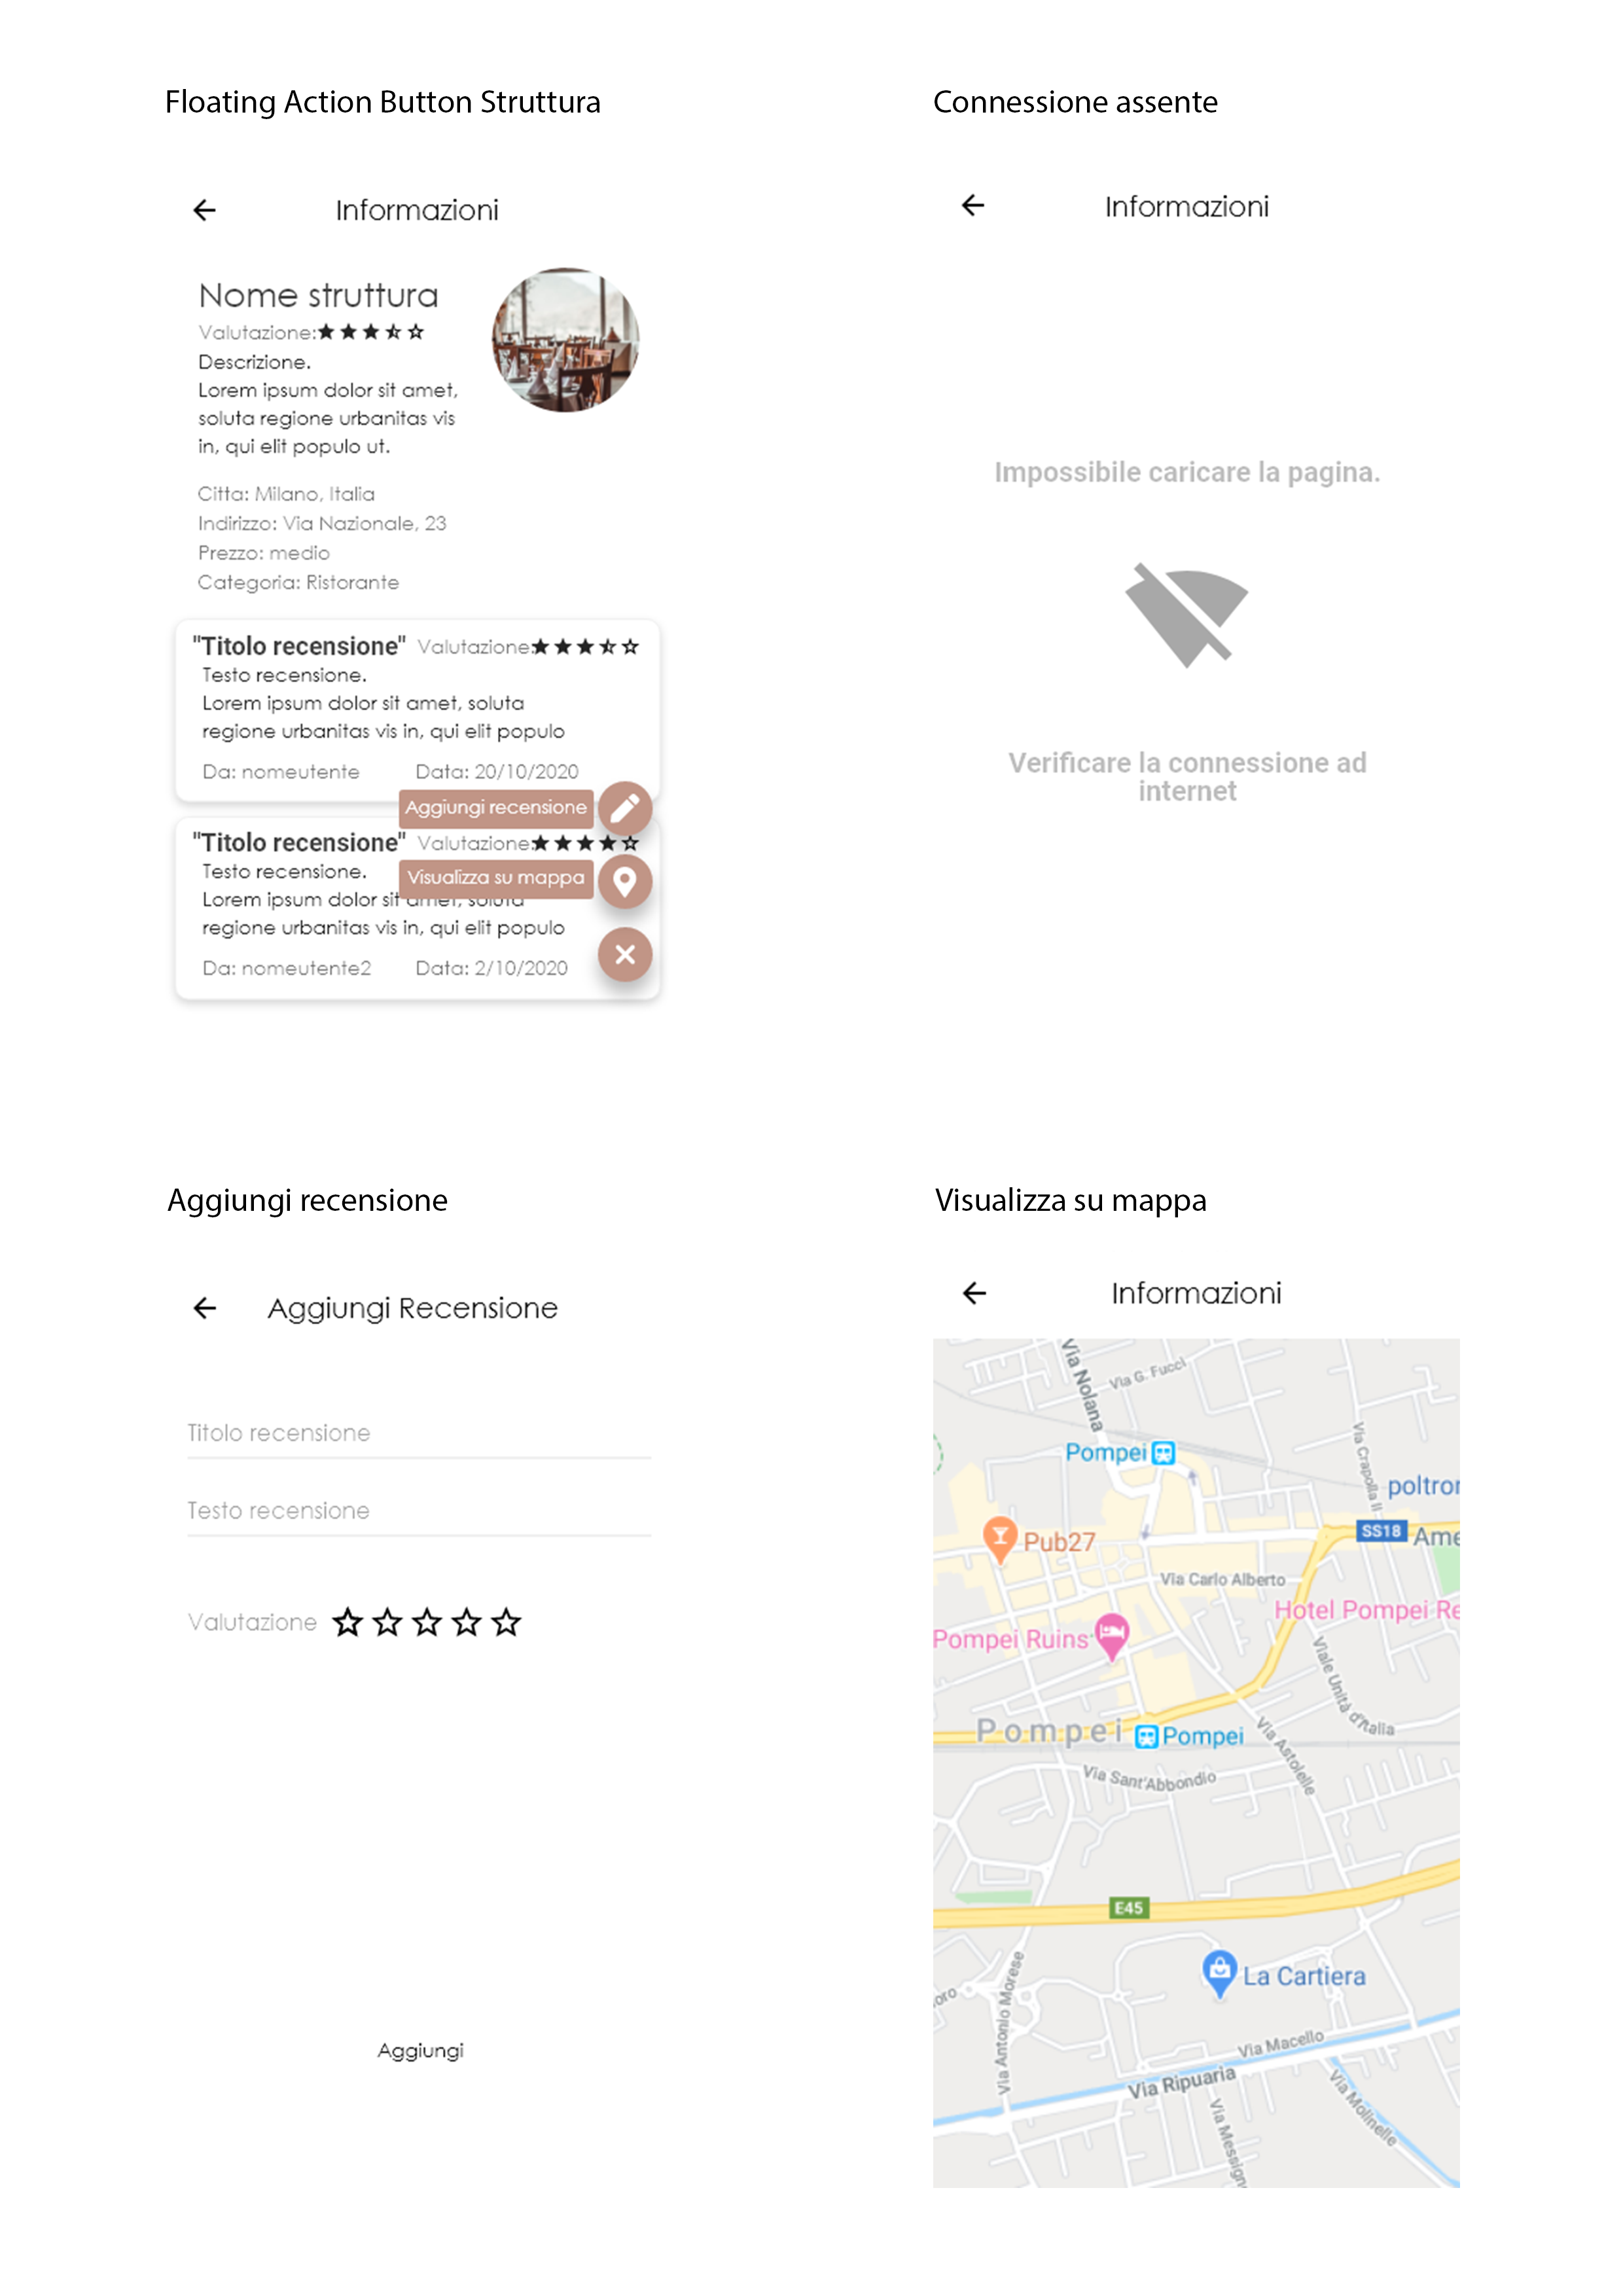 Floating Action Button Struttura
Informazioni
Nome struttura
Valutazione:
Descrizione.
Lorem ipsum dolor sit amet,
soluta regione urbanitas vis
in, qui elit populo ut.
Citta: Milano, Italia
Indirizzo: Via Nazionale, 23
Prezzo: medio
Categoria: Ristorante
"Titolo recensione" Valutazione:
Testo recensione.
Lorem ipsum dolor sit amet, soluta
regione urbanitas vis in, qui elit populo
Da: nomeutente Data: 20/10/2020
Aggiungi recensione
"Titolo recensione" Valutazione:
Testo recensione.
Visualizza su mappa
Lorem ipsum dolor sit amet, soluta
regione urbanitas vis in, qui elit populo
Da: nomeutente2 Data: 2/10/2020
Connessione assente
Informazioni
Impossibile caricare la pagina.
Verificare la connessione ad
internet
Aggiungi recensione
Aggiungi Recensione
Titolo recensione
Testo recensione
Valutazione
Aggiungi
Visualizza su mappa
Informazioni
Via Nolana
Via G. Fucci
Via Crapolla II
Pompei
poltror
SS18
Ame
Pub27
Via Carlo Alberto
Hotel Pompei Re
Pompei Ruins
Viale Unità d'Italia
Pompei
Pompei
Via Astolelle
Via Sant'Abbondio
E45
La Cartiera
oro
Via Antonio Morese
Via Macello
Via Ripuaria
Via Molinelle
Via Messign